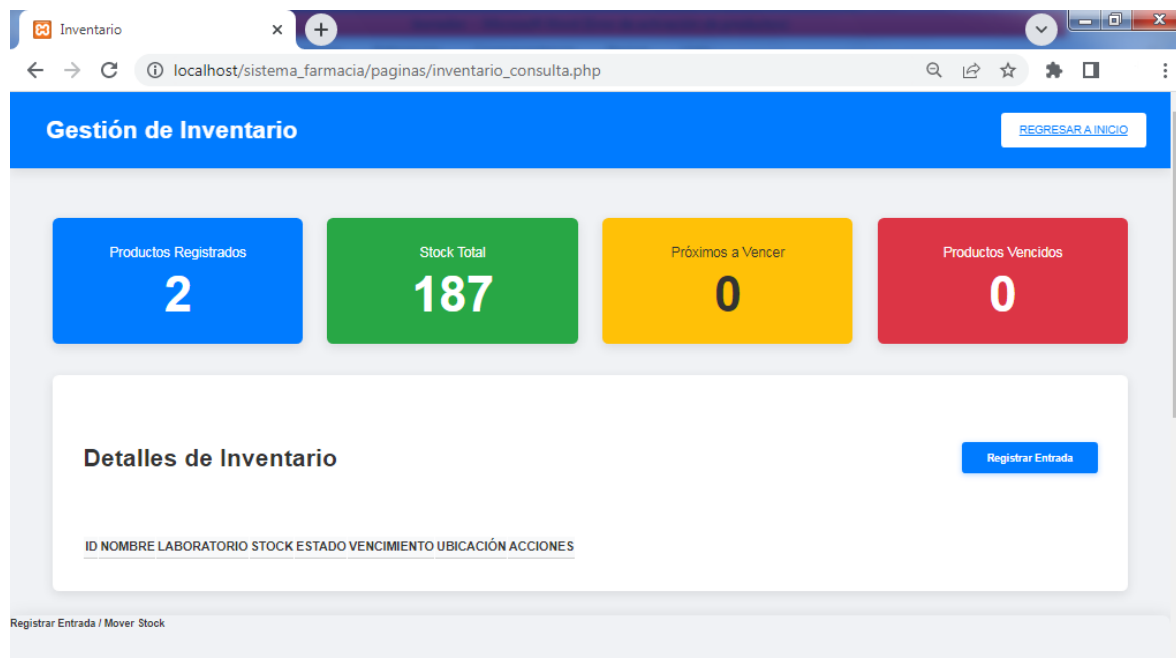 Inventario
localhost/sistema_farmacia/paginas/inventario_consulta.php
Gestión de Inventario
REGRESAR A INICIO
Productos Registrados
2
Stock Total
187
Próximos a Vencer
0
Productos Vencidos
0
Detalles de Inventario
Registrar Entrada
ID NOMBRE LABORATORIO STOCK ESTADO VENCIMIENTO UBICACIÓN ACCIONES
Registrar Entrada / Mover Stock